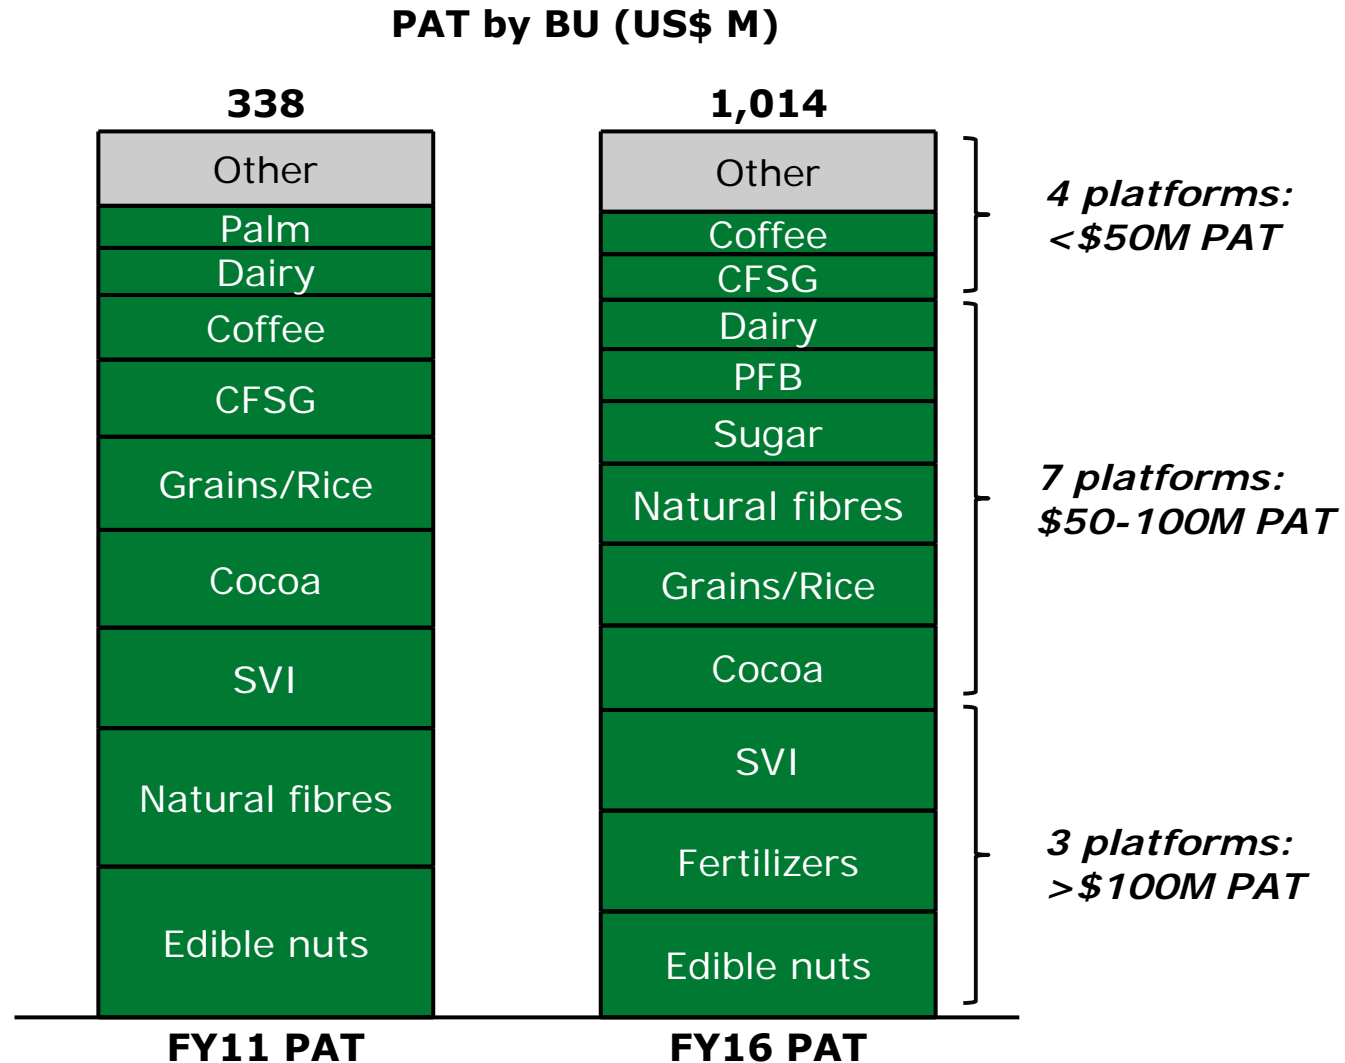 PAT by BU (US$ M)
338
Other
Palm
Dairy
Coffee
CFSG
Grains/Rice
Cocoa
SVI
Natural fibres
Edible nuts
FY11 PAT
1,014
Other
Coffee
CFSG
Dairy
PFB
Sugar
Natural fibres
Grains/Rice
Cocoa
SVI
Fertilizers
Edible nuts
FY16 PAT
4 platforms:
<$50M PAT
7 platforms:
$50-100M PAT
3 platforms:
>$100M PAT